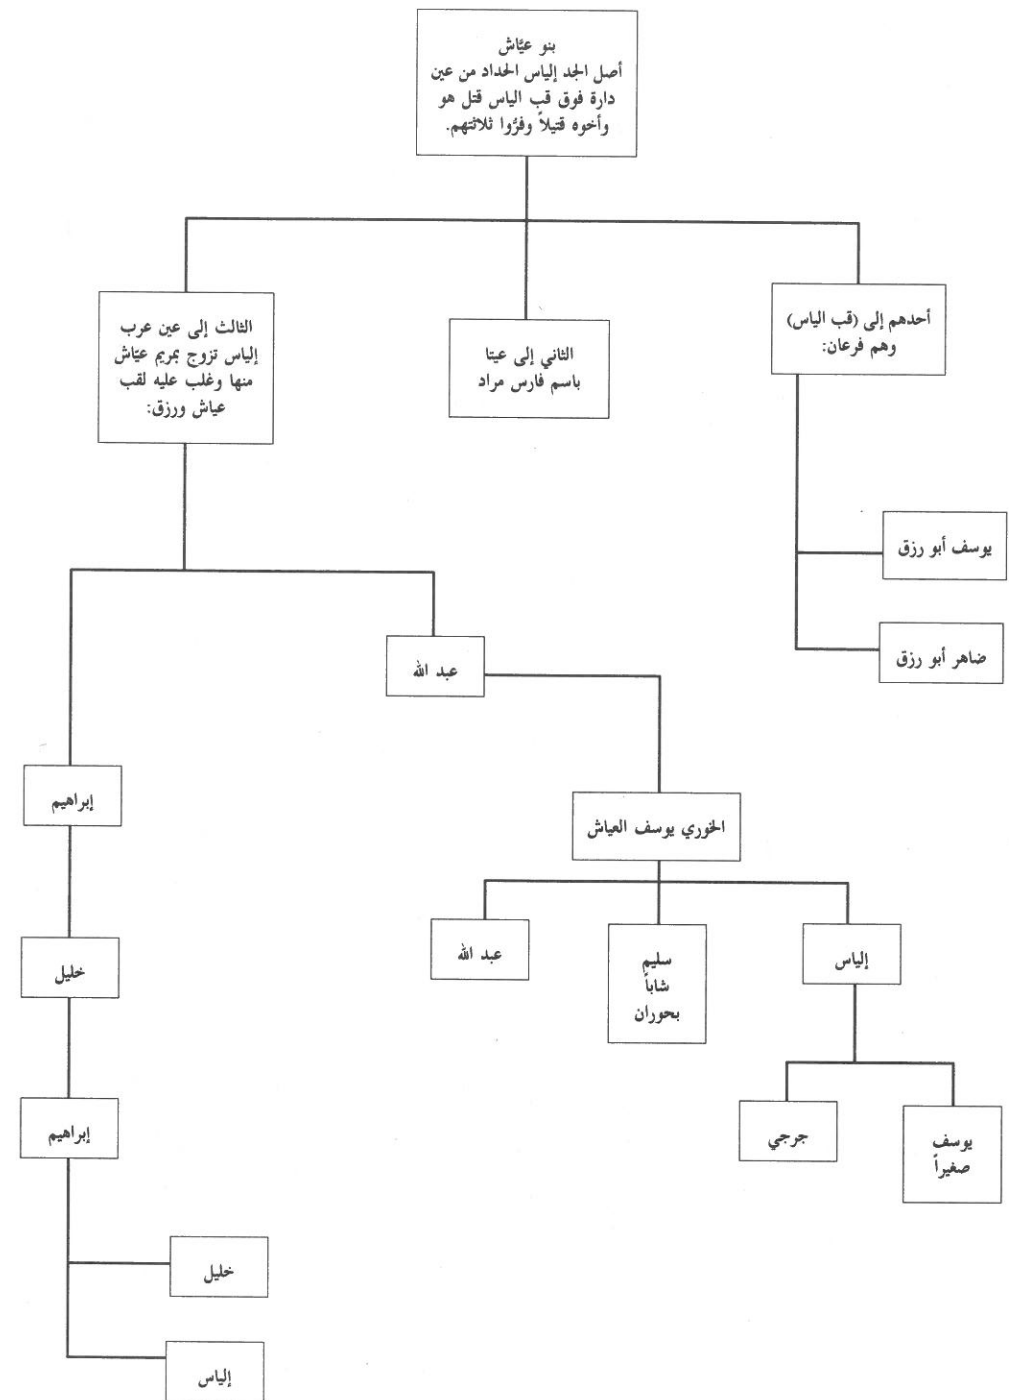 بنو عيَّاش
أصل الجد إلياس الحداد من عين
دارة فوق قب الياس قتل هو
وأخوه قتيلاً وفرُّوا ثلاثتهم.
أحدهم إلى (قب الياس)
وهم فرعان:
الثاني إلى عيتا
باسم فارس مراد
الثالث إلى عين عرب
إلياس تزوج بمريم عيّاش
منها وغلب عليه لقب
عياش ورزق:
يوسف أبو رزق
ضاهر أبو رزق
عبد الله
إبراهيم
الخوري يوسف العياش
إلياس
سليم
شاباً
بحوران
عبد الله
خليل
يوسف
صغيراً
جرجي
إبراهيم
خليل
إلياس